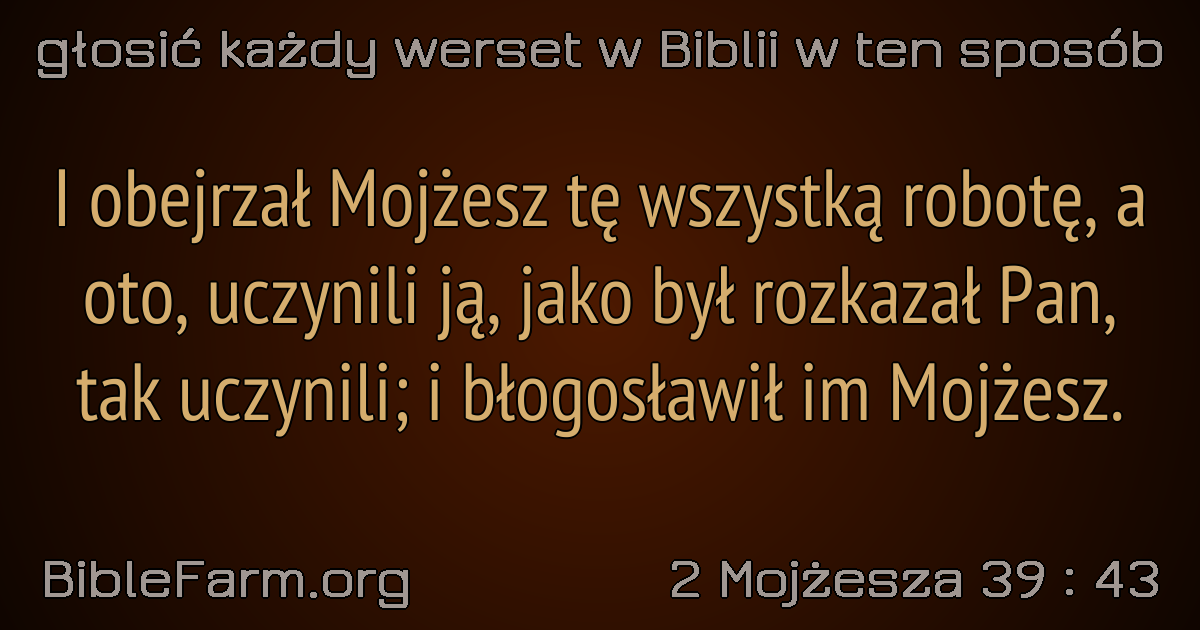 głosić każdy werset w Biblii w ten sposób
I obejrzał Mojżesz tę wszystką robotę, a
oto, uczynili ją, jako był rozkazał Pan,
tak uczynili; i błogosławił im Mojżesz.
BibleFarm.org
2 Mojżesza 39 : 43